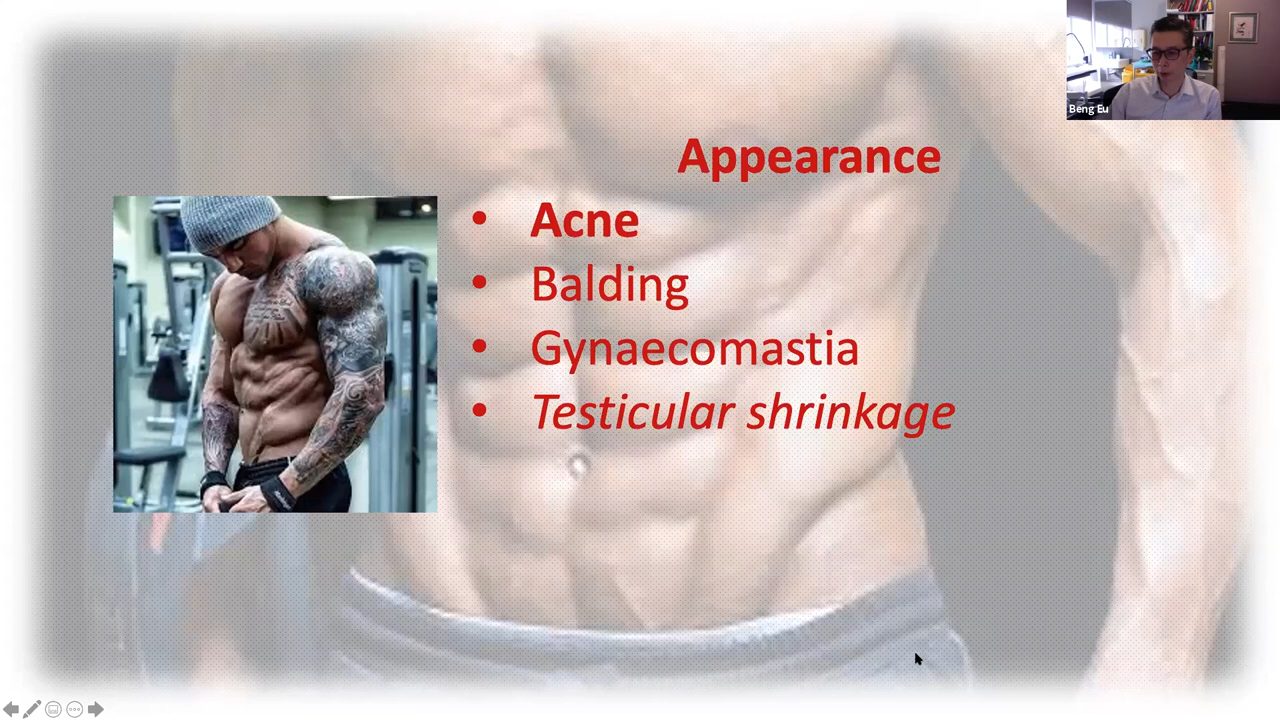 Beng Eu
Appearance
• Acne
• Balding
• Gynaecomastia
• Testicular shrinkage